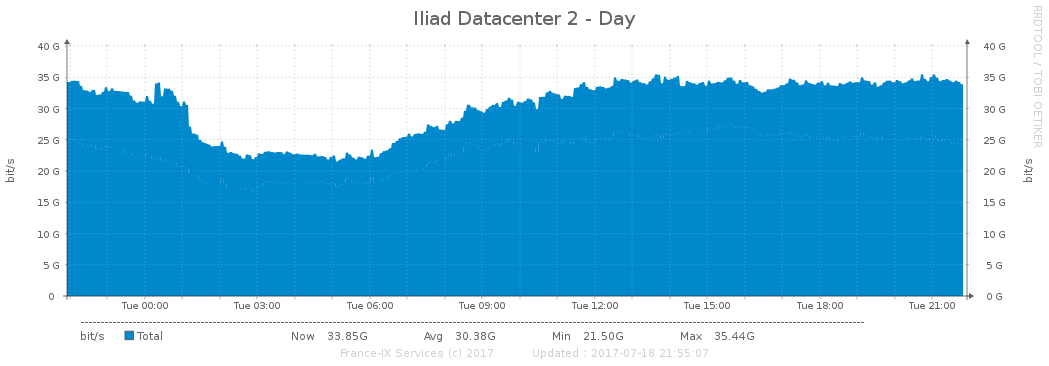 Iliad Datacenter 2 - Day
RRDTOOL / TOBI OETIKER
40 G 40 G
35 G 35 G
30 G 30 G
25 G 25 G
20 G 20 G
15 G 15 G
10 G 10 G
5 G 5 G
0 0 G
bit/s bit/s
Tue 00:00 Tue 03:00 Tue 06:00 Tue 09:00 Tue 12:00 Tue 15:00 Tue 18:00 Tue 21:00
bit/s Total Now 33.85G Avg 30.38G Min 21.50G Max 35.44G
France-IX Services (c) 2017 Updated : 2017-07-18 21:55:07